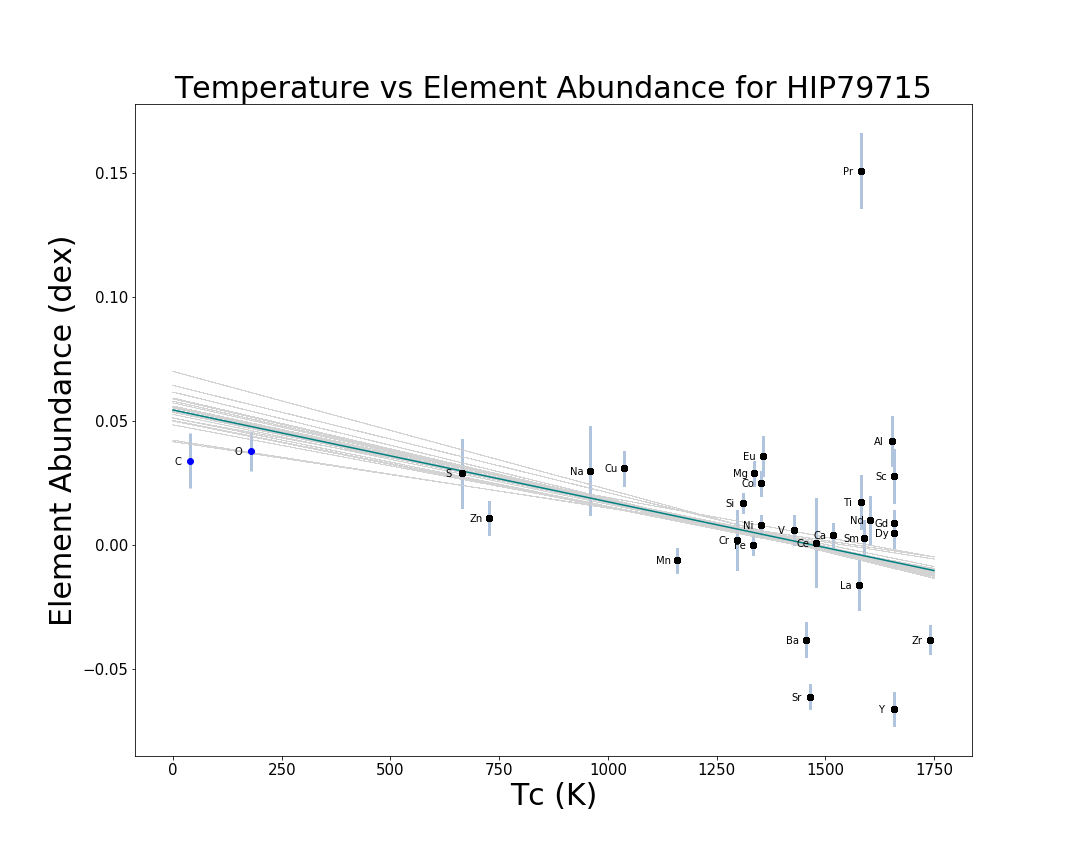 Temperature vs Element Abundance for HIP79715
Element Abundance (dex)
0.15
0.10
0.05
0.00
−0.05
Pr
C
O
S
Zn
Na
Cu
Mn
Eu
Mg
Co
Si
Ni
Cr
Fe
V
Ca
Ce
Al
Sc
Ti
Nd
Gd
Sm
Dy
La
Ba
Zr
Sr
Y
0
250
500
750
1000
1250
1500
1750
Tc (K)